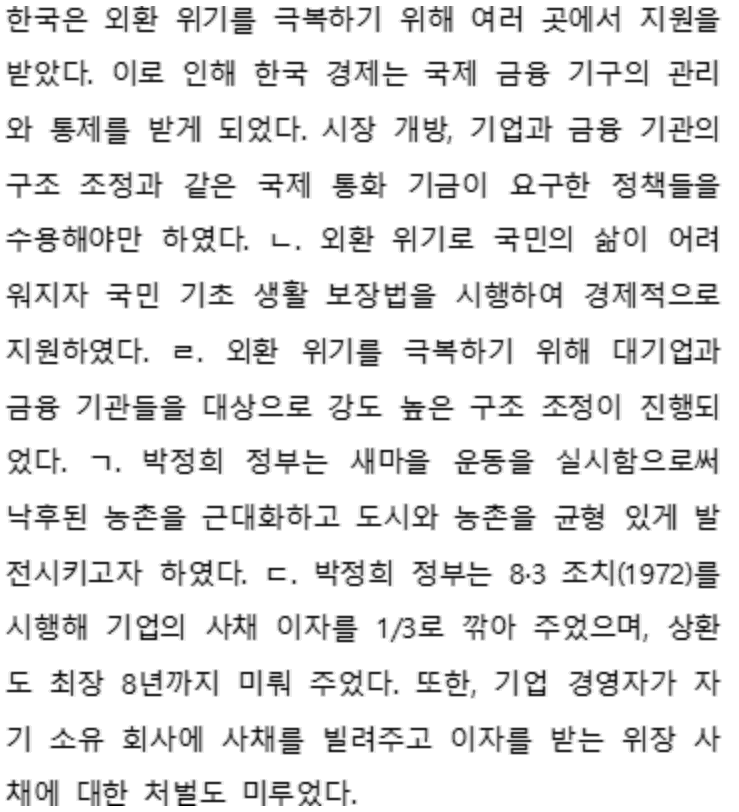 한국은 외환 위기를 극복하기 위해 여러 곳에서 지원을
받았다. 이로 인해 한국 경제는 국제 금융 기구의 관리
와 통제를 받게 되었다. 시장 개방, 기업과 금융 기관의
구조 조정과 같은 국제 통화 기금이 요구한 정책들을
수용해야만 하였다. ㄴ. 외환 위기로 국민의 삶이 어려
워지자 국민 기초 생활 보장법을 시행하여 경제적으로
지원하였다. ㄹ. 외환 위기를 극복하기 위해 대기업과
금융 기관들을 대상으로 강도 높은 구조 조정이 진행되
었다. ㄱ. 박정희 정부는 새마을 운동을 실시함으로써
낙후된 농촌을 근대화하고 도시와 농촌을 균형 있게 발
전시키고자 하였다. ㄷ. 박정희 정부는 8·3 조치(1972)를
시행해 기업의 사채 이자를 1/3로 깎아 주었으며, 상환
도 최장 8년까지 미뤄 주었다. 또한, 기업 경영자가 자
기 소유 회사에 사채를 빌려주고 이자를 받는 위장 사
채에 대한 처벌도 미루었다.